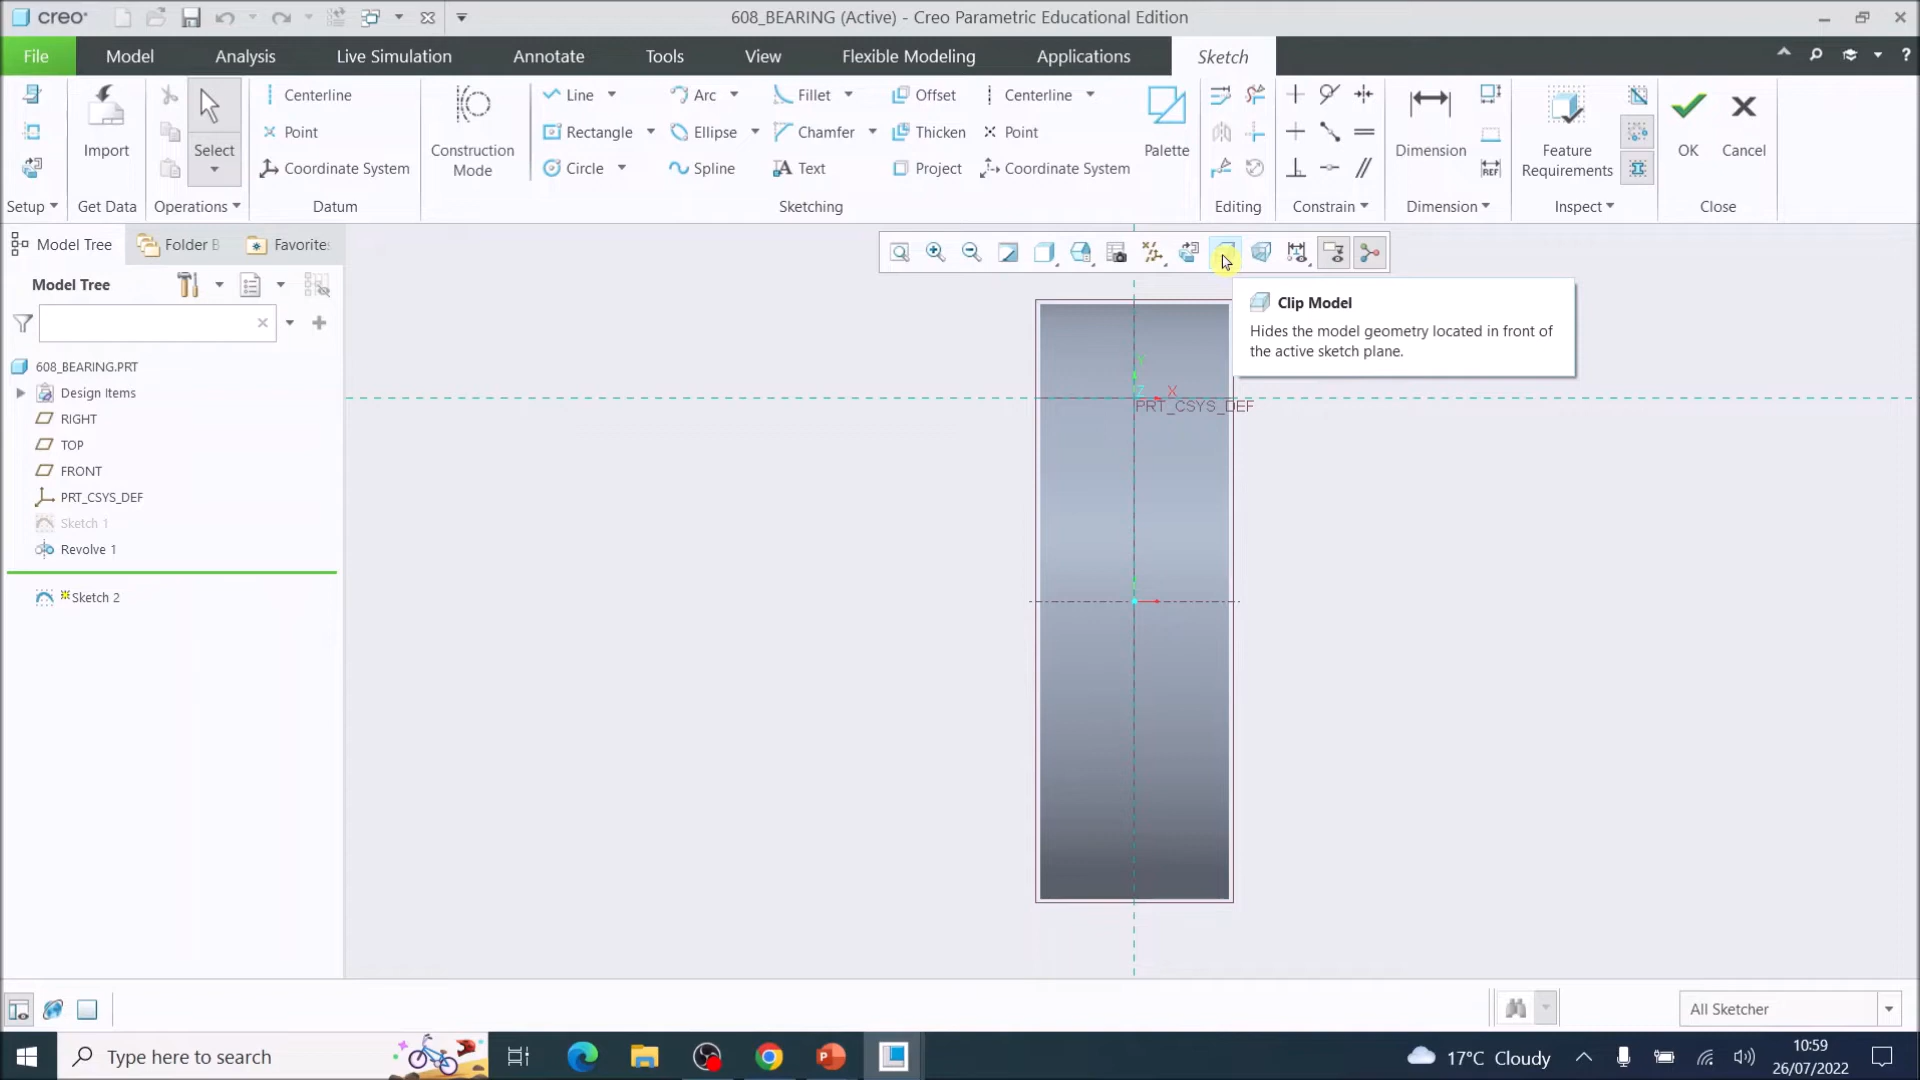 creo
608_BEARING (Active) - Creo Parametric Educational Edition
File
Model
Analysis
Live Simulation
Annotate
Tools
View
Flexible Modeling
Applications
Sketch
Setup
Import
Get Data
Select
Operations
Centerline
Point
Coordinate System
Datum
Construction Mode
Line
Arc
Fillet
Offset
Centerline
Rectangle
Ellipse
Chamfer
Thicken
Point
Circle
Spline
Text
Project
Coordinate System
Sketching
Palette
Editing
Constrain
Dimension
REF
Dimension
Feature
Requirements
Inspect
OK
Cancel
Close
Model Tree
Folder B
Favorite
Model Tree
608_BEARING.PRT
Design Items
RIGHT
TOP
FRONT
PRT_CSYS_DEF
Sketch 1
Revolve 1
Sketch 2
Clip Model
Hides the model geometry located in front of
the active sketch plane.
Y
Z
X
PRT_CSYS_DEF
All Sketcher
Type here to search
17°C Cloudy
10:59
26/07/2022